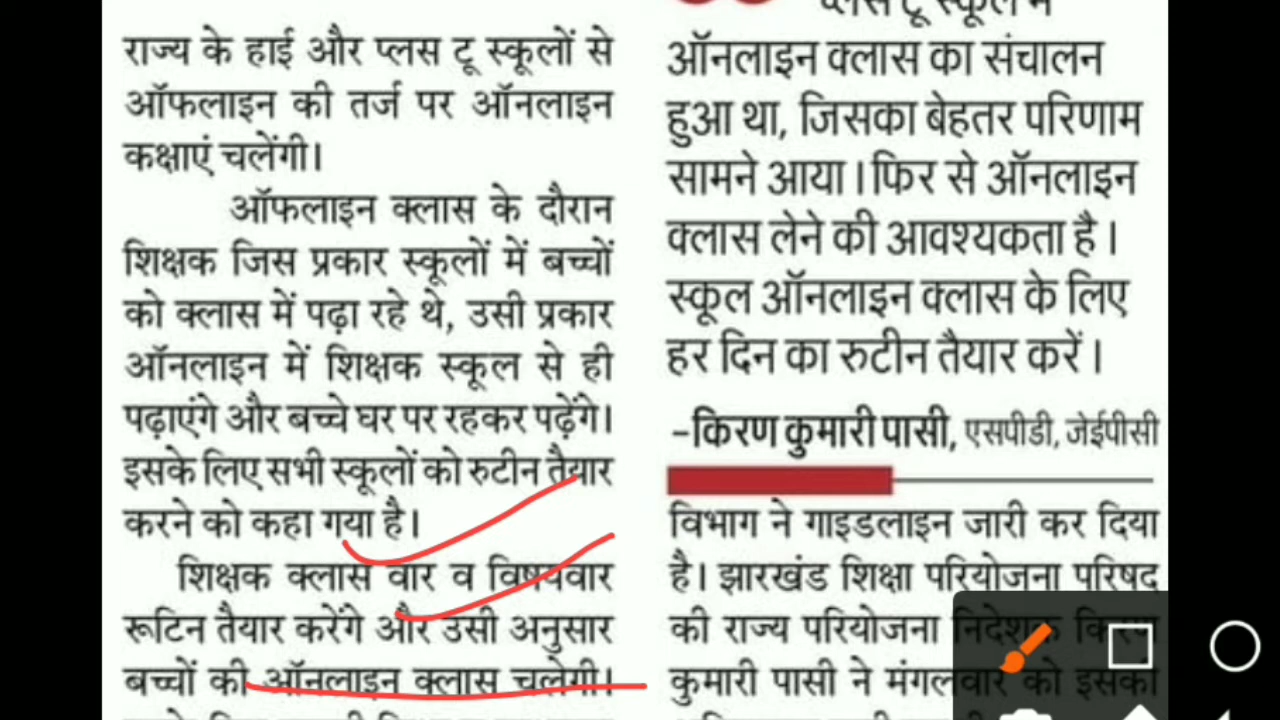 राज्य के हाई और प्लस टू स्कूलों से
ऑफलाइन की तर्ज पर ऑनलाइन
कक्षाएं चलेंगी।
ऑफलाइन क्लास के दौरान
शिक्षक जिस प्रकार स्कूलों में बच्चों
को क्लास में पढ़ा रहे थे, उसी प्रकार
ऑनलाइन में शिक्षक स्कूल से ही
पढ़ाएंगे और बच्चे घर पर रहकर पढ़ेंगे।
इसके लिए सभी स्कूलों को रुटीन तैयार
करने को कहा गया है।
शिक्षक क्लास वार व विषयवार
रूटिन तैयार करेंगे और उसी अनुसार
बच्चों की ऑनलाइन क्लास चलेगी।
प्लस टू स्कूल में
ऑनलाइन क्लास का संचालन
हुआ था, जिसका बेहतर परिणाम
सामने आया। फिर से ऑनलाइन
क्लास लेने की आवश्यकता है।
स्कूल ऑनलाइन क्लास के लिए
हर दिन का रुटीन तैयार करें।
-किरण कुमारी पासी, एसपीडी, जेईपीसी
विभाग ने गाइडलाइन जारी कर दिया
है। झारखंड शिक्षा परियोजना परिषद
की राज्य परियोजना निदेशक किरण
कुमारी पासी ने मंगलवार को इसकी